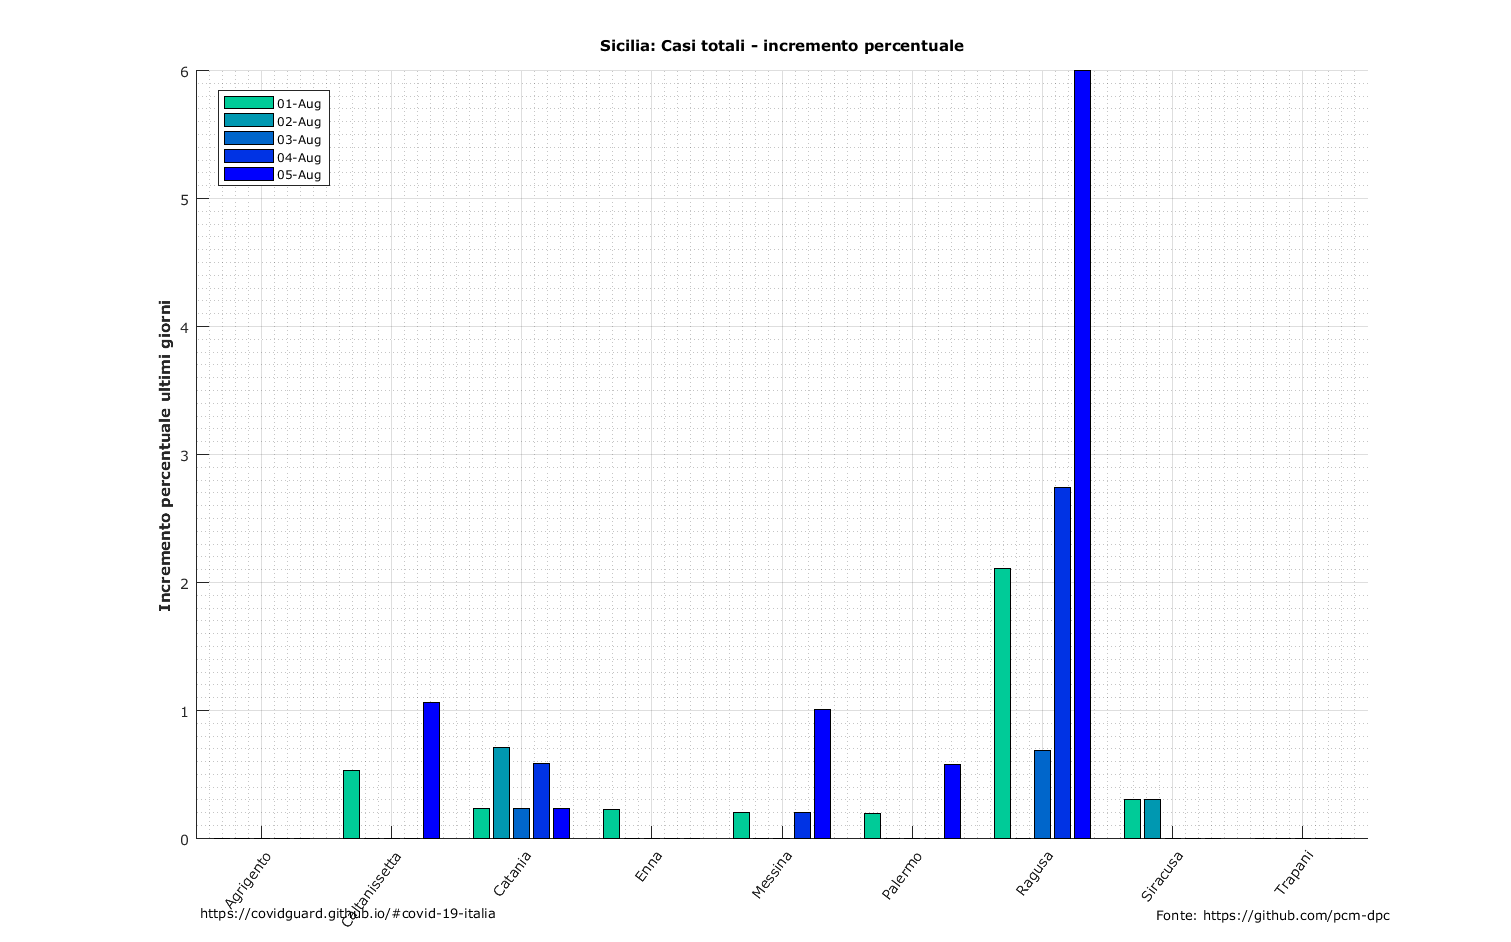 Sicilia: Casi totali - incremento percentuale
6
5
4
3
2
1
0
Incremento percentuale ultimi giorni
01-Aug
02-Aug
03-Aug
04-Aug
05-Aug
Agrigento
Caltanissetta
Catania
Enna
Messina
Palermo
Ragusa
Siracusa
Trapani
https://covidguard.github.io/#covid-19-italia
Fonte: https://github.com/pcm-dpc